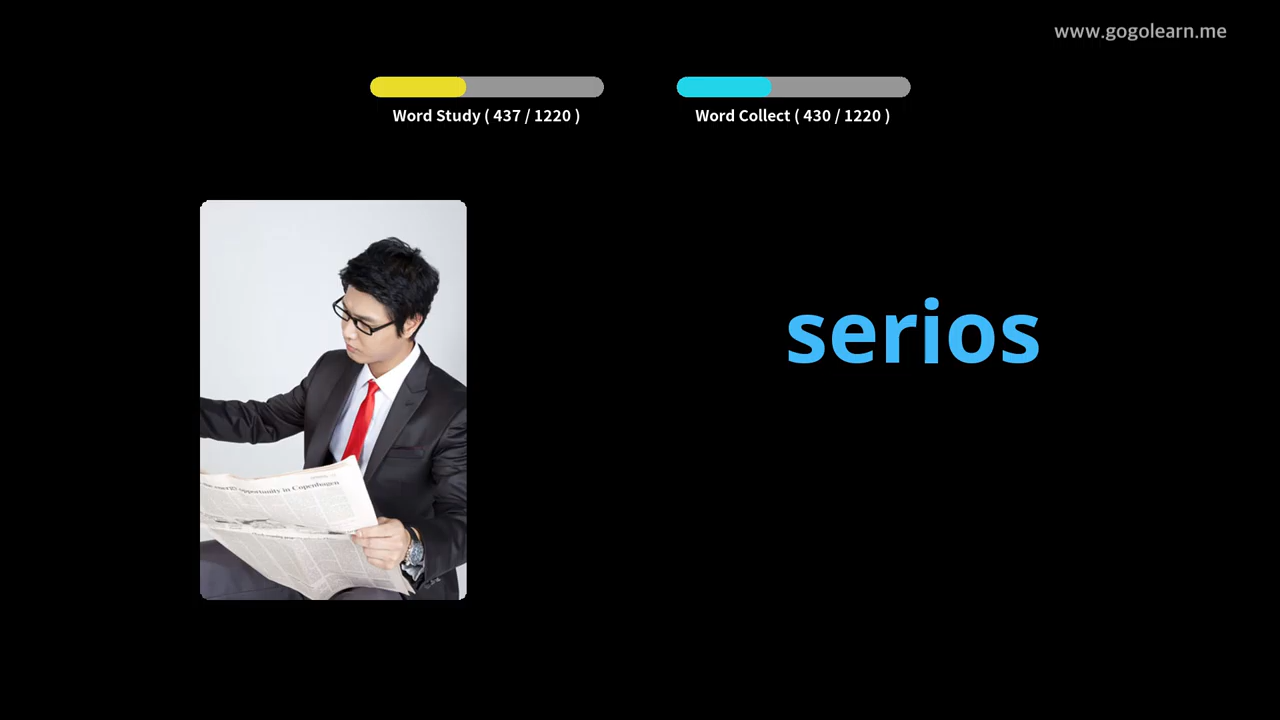 www.gogolearn.me
Word Study ( 437 / 1220 )
Word Collect ( 430 / 1220 )
serios
opportunity in Copenhagen